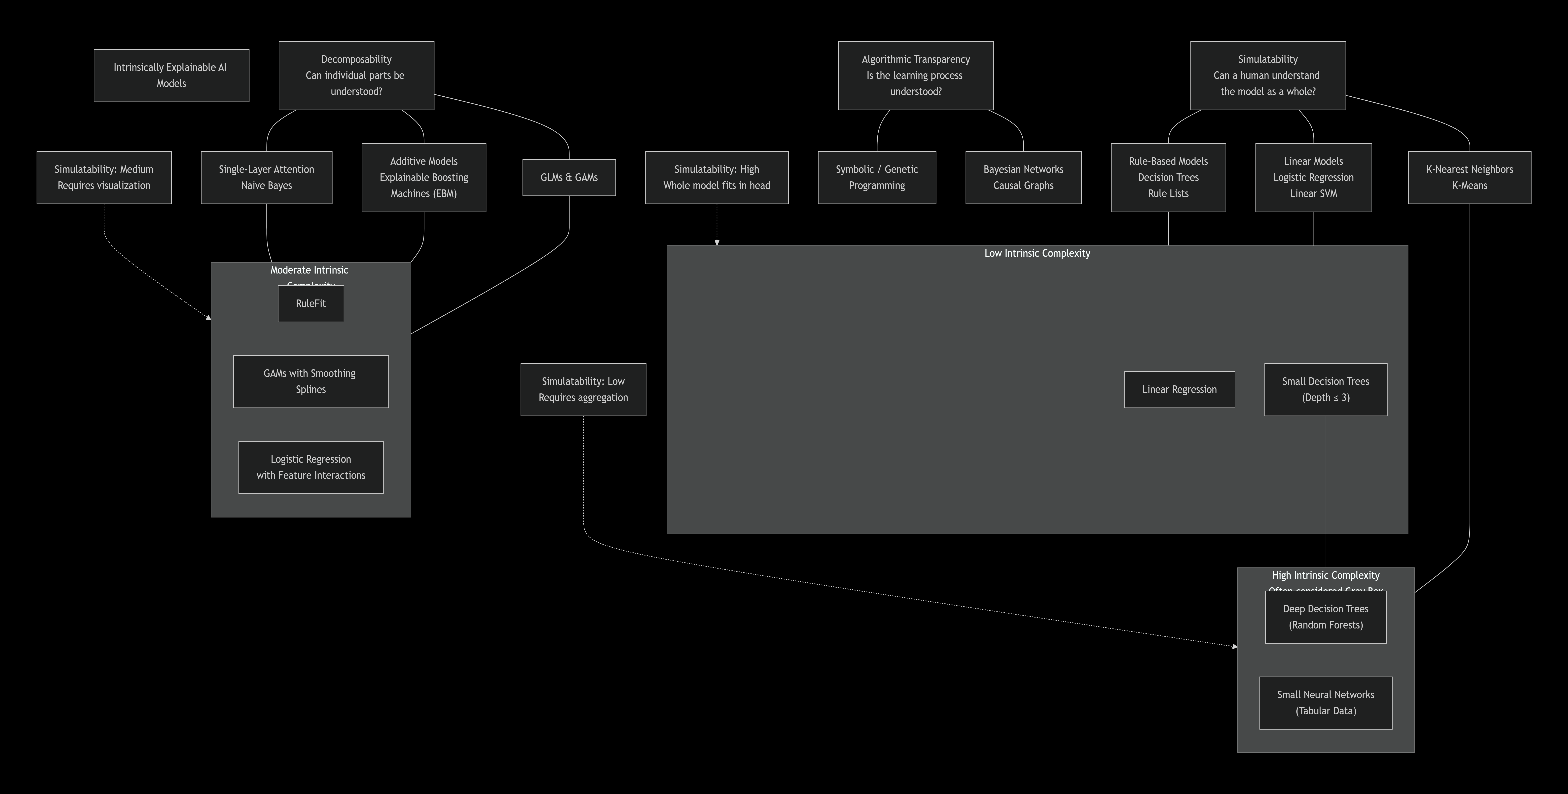 Intrinsically Explainable AI
Models
Decomposability
Can individual parts be
understood?
Algorithmic Transparency
Is the learning process
understood?
Simulatability
Can a human understand
the model as a whole?
Simulatability: Medium
Requires visualization
Single-Layer Attention
Naive Bayes
Additive Models
Explainable Boosting
Machines (EBM)
GLMs & GAMs
Simulatability: High
Whole model fits in head
Symbolic / Genetic
Programming
Bayesian Networks
Causal Graphs
Rule-Based Models
Decision Trees
Rule Lists
Linear Models
Logistic Regression
Linear SVM
K-Nearest Neighbors
K-Means
Low Intrinsic Complexity
Moderate Intrinsic
Complexity
RuleFit
GAMs with Smoothing
Splines
Logistic Regression
with Feature Interactions
Simulatability: Low
Requires aggregation
Linear Regression
Small Decision Trees
(Depth ≤ 3)
High Intrinsic Complexity
Often considered Gray Box
Deep Decision Trees
(Random Forests)
Small Neural Networks
(Tabular Data)